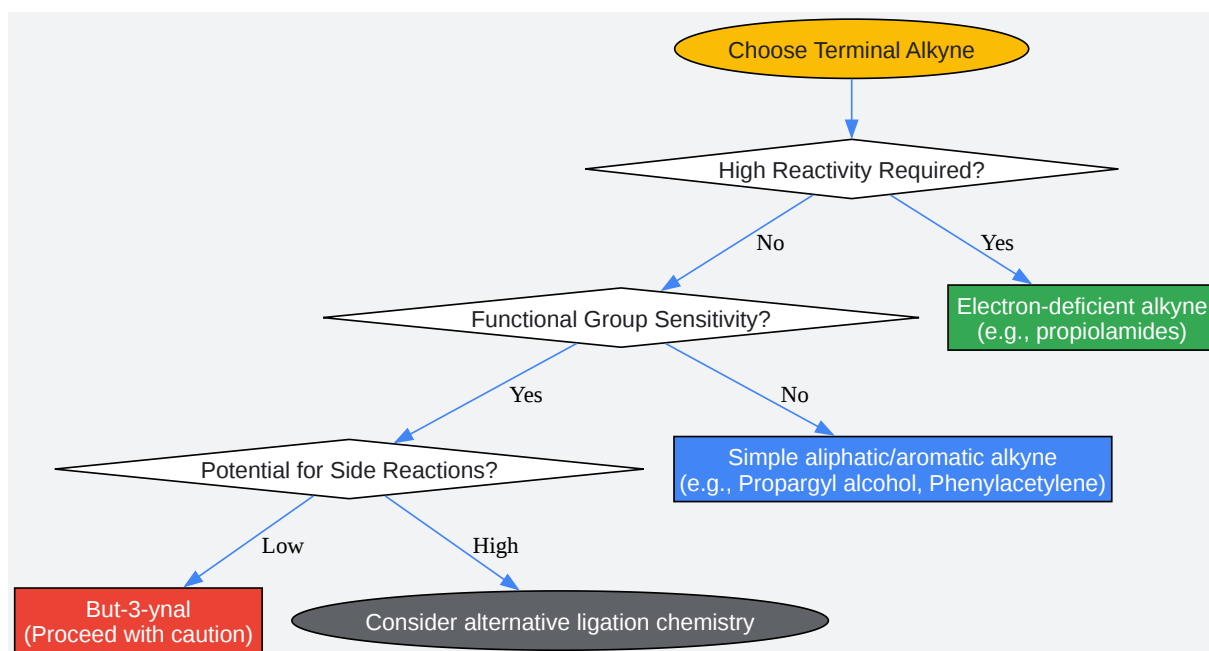 Choose Terminal Alkyne
High Reactivity Required?
No
Yes
Functional Group Sensitivity?
Electron-deficient alkyne
(e.g., propiolamides)
Yes
No
Potential for Side Reactions?
Simple aliphatic/aromatic alkyne
(e.g., Propargyl alcohol, Phenylacetylene)
Low
High
But-3-ynal
(Proceed with caution)
Consider alternative ligation chemistry